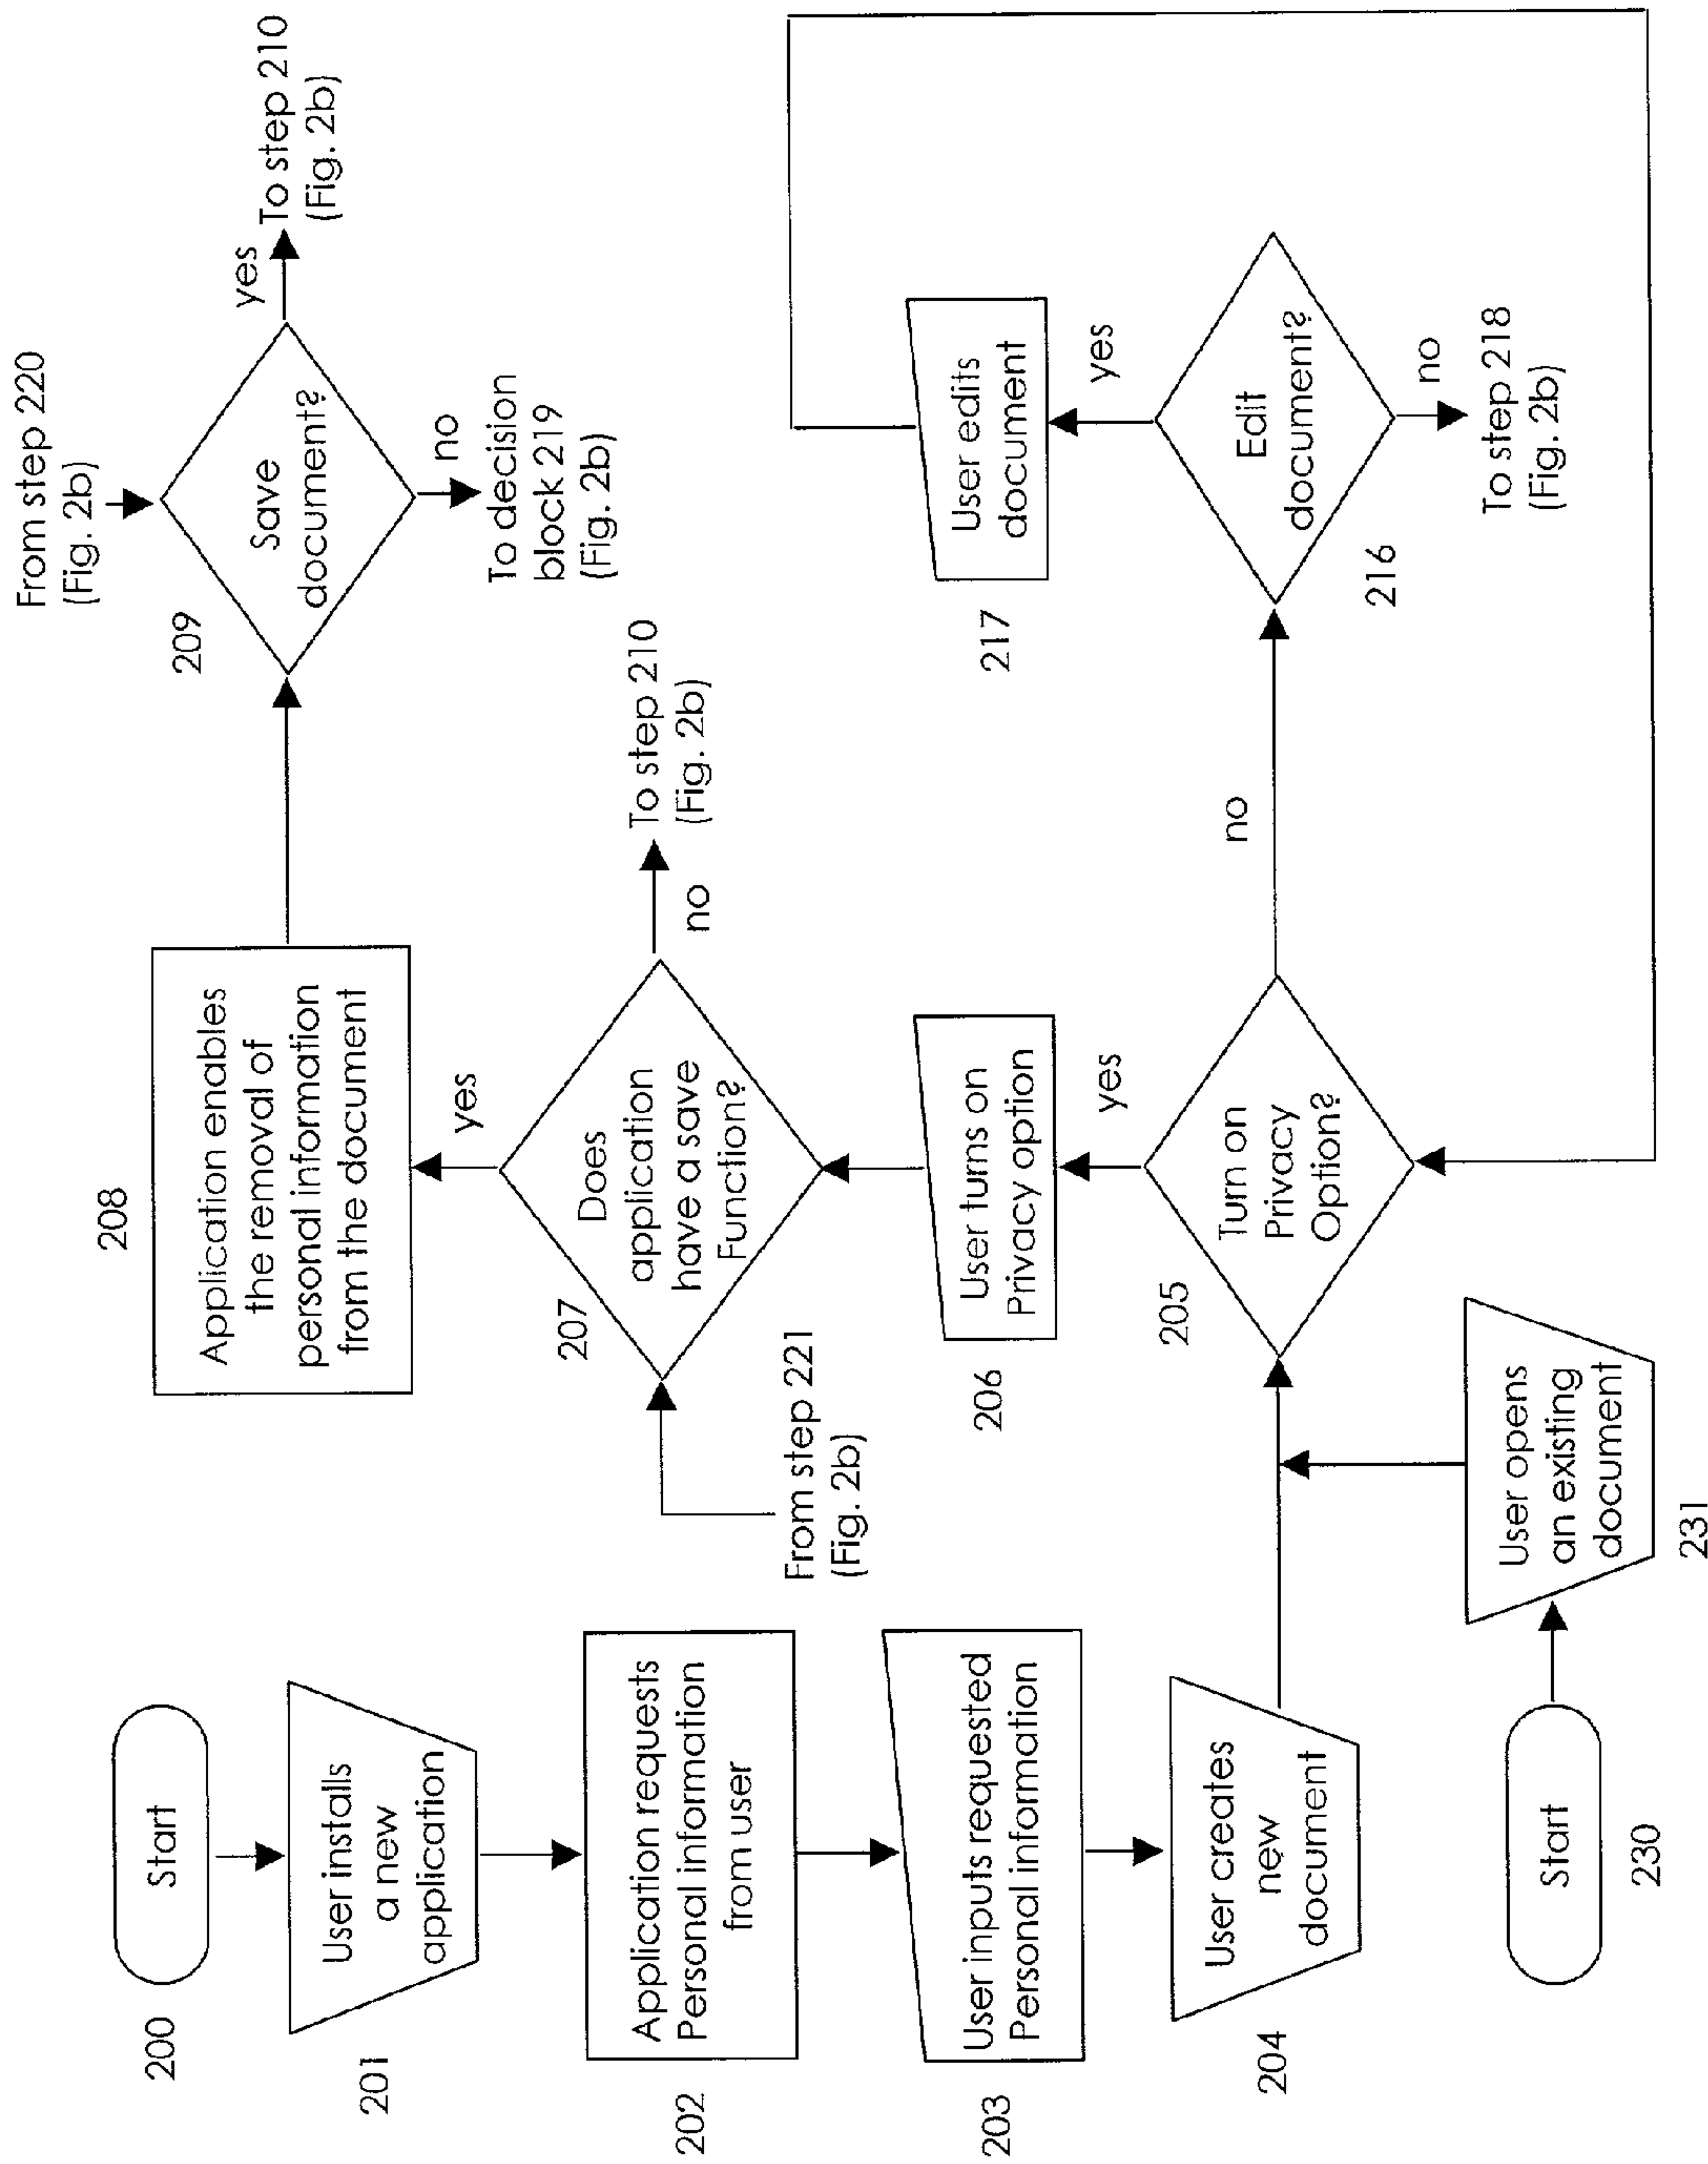 200
Start
201
User installs
a new
application
202
Application requests
Personal information
from user
203
User inputs requested
Personal information
204
User creates
new
document
Start
230
User opens
an existing
document
231
205
Turn on
Privacy
Option?
yes
no
206
User turns on
Privacy option
From step 221
(Fig. 2b)
207
Does
application
have a save
Function?
yes
no
To step 210
(Fig. 2b)
208
Application enables
the removal of
personal information
from the document
From step 220
(Fig. 2b)
209
Save
document?
yes
To step 210
(Fig. 2b)
no
To decision
block 219
(Fig. 2b)
217
User edits
document
yes
216
Edit
document?
no
To step 218
(Fig. 2b)